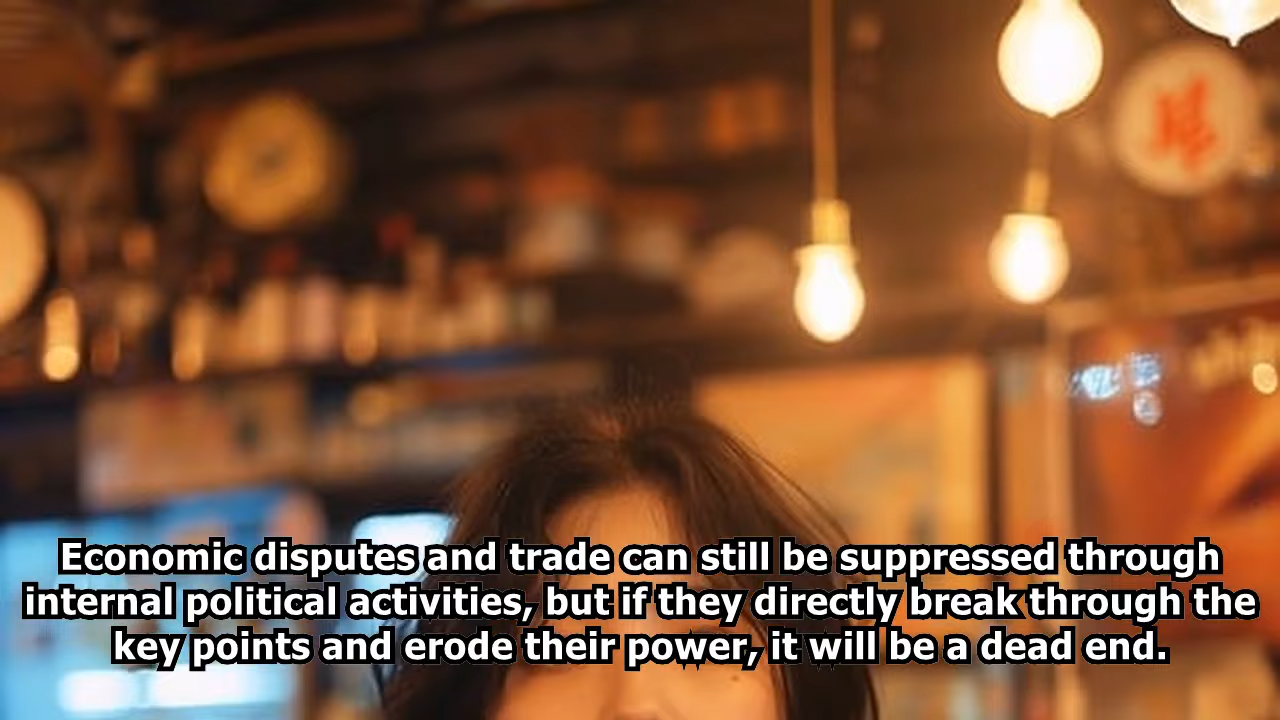 Economic disputes and trade can still be suppressed through
internal political activities, but if they directly break through the
key points and erode their power, it will be a dead end.